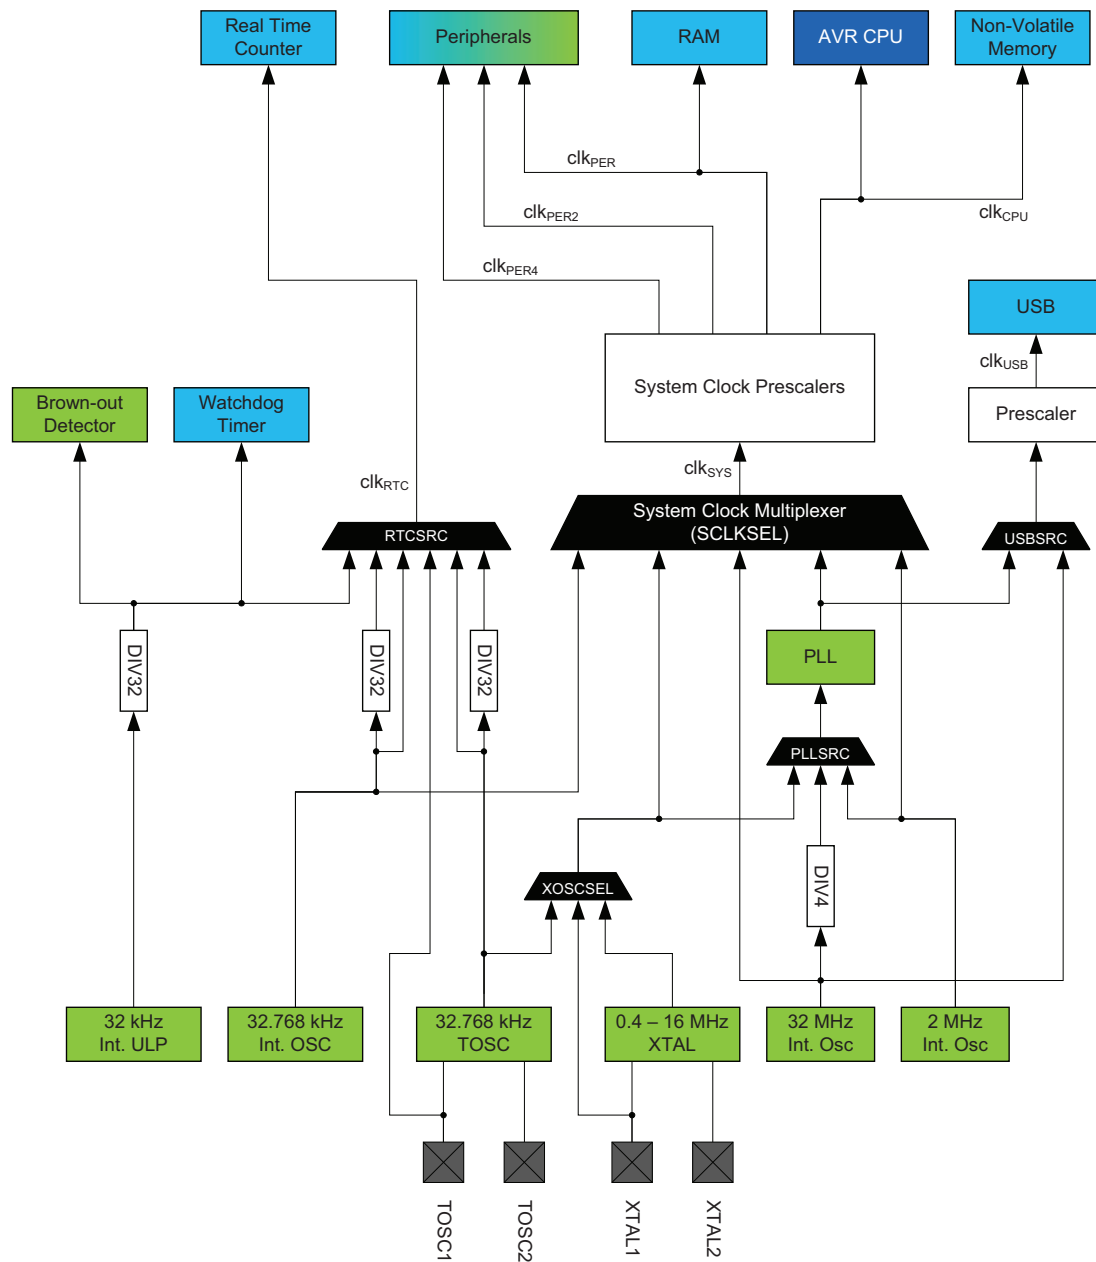 Real Time
Counter
Peripherals
RAM
AVR CPU
Non-Volatile
Memory
clkPER
clkPER2
clkCPU
clkPER4
USB
System Clock Prescalers
clkUSB
Brown-out
Detector
Watchdog
Timer
Prescaler
clkSYS
clkRTC
System Clock Multiplexer
(SCLKSEL)
RTCSRC
USBSRC
DIV32
DIV32
DIV32
PLL
PLLSRC
XOSCSEL
DIV4
32 kHz
Int. ULP
32.768 kHz
Int. OSC
32.768 kHz
TOSC
0.4 – 16 MHz
XTAL
32 MHz
Int. Osc
2 MHz
Int. Osc
TOSC1
TOSC2
XTAL1
XTAL2